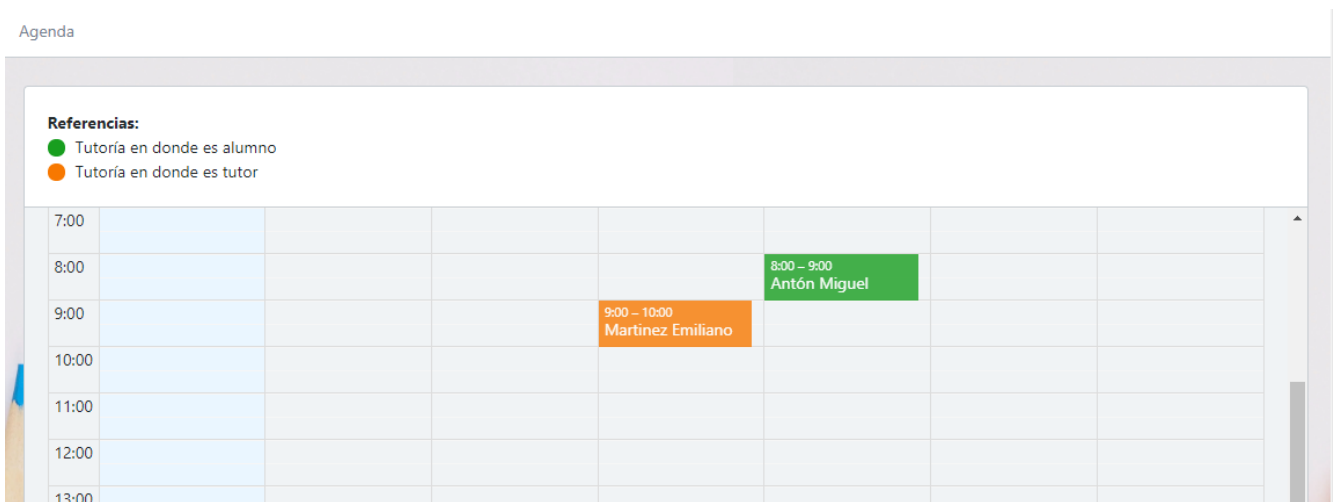 Agenda
Referencias:
Tutoría en donde es alumno
Tutoría en donde es tutor
7:00
8:00
8:00 – 9:00
Antón Miguel
9:00
9:00 – 10:00
Martinez Emiliano
10:00
11:00
12:00
13:00